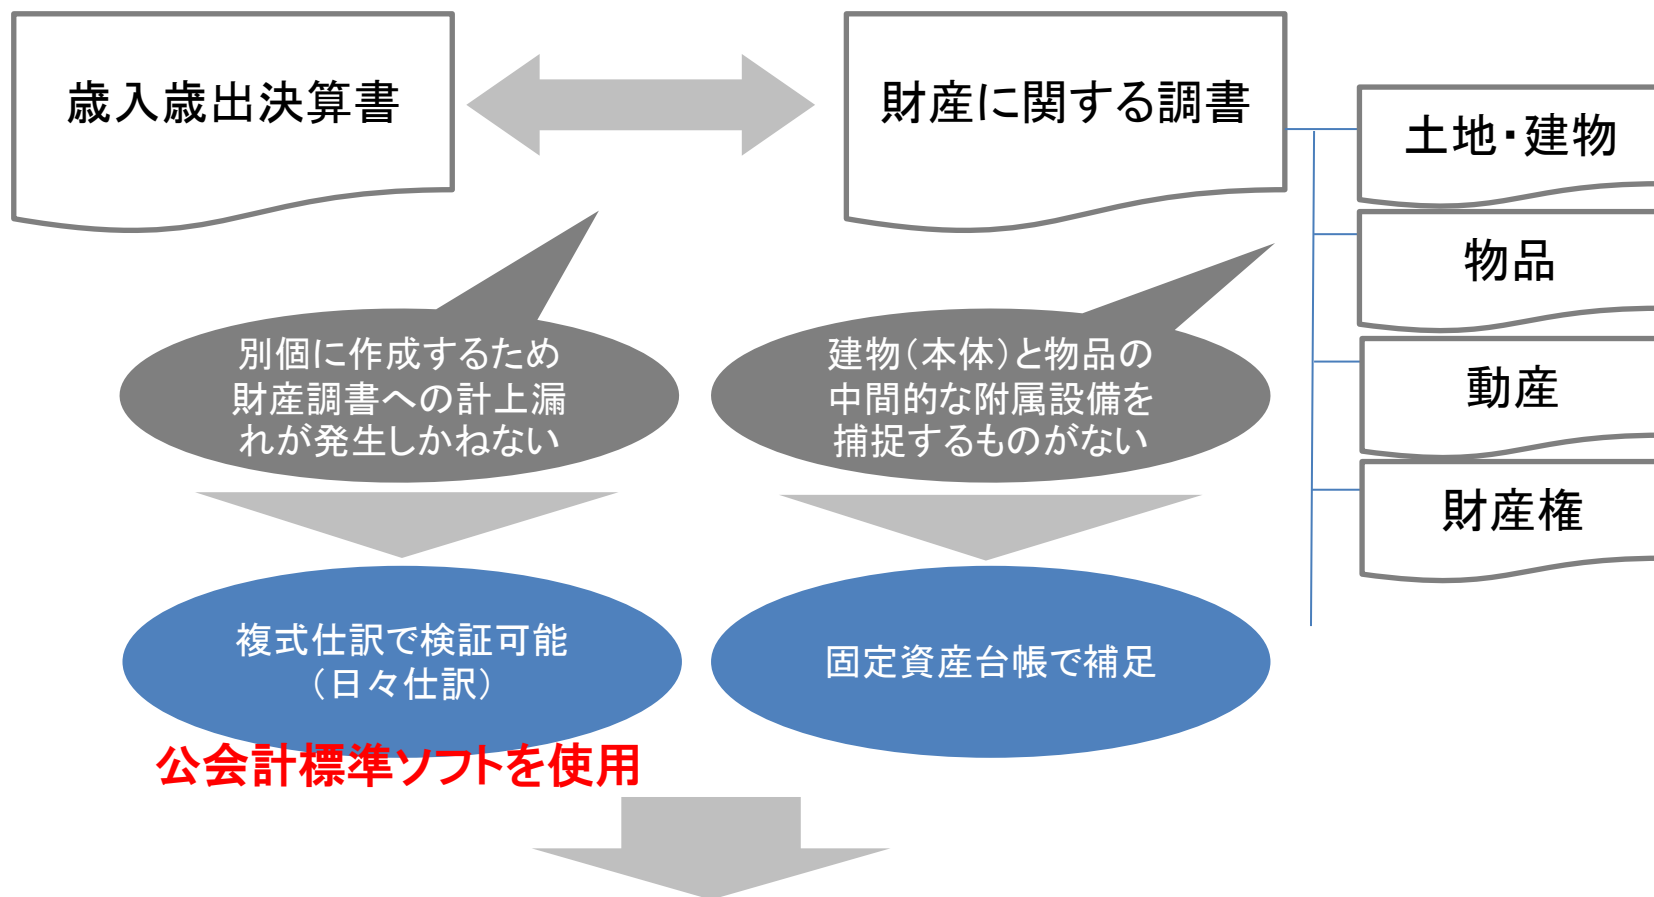 歳入歳出決算書
財産に関する調書
土地・建物
物品
動産
財産権
別個に作成するため
財産調書への計上漏
れが発生しかねない
建物（本体）と物品の
中間的な附属設備を
捕捉するものがない
複式仕訳で検証可能
（日々仕訳）
固定資産台帳で補足
公会計標準ソフトを使用